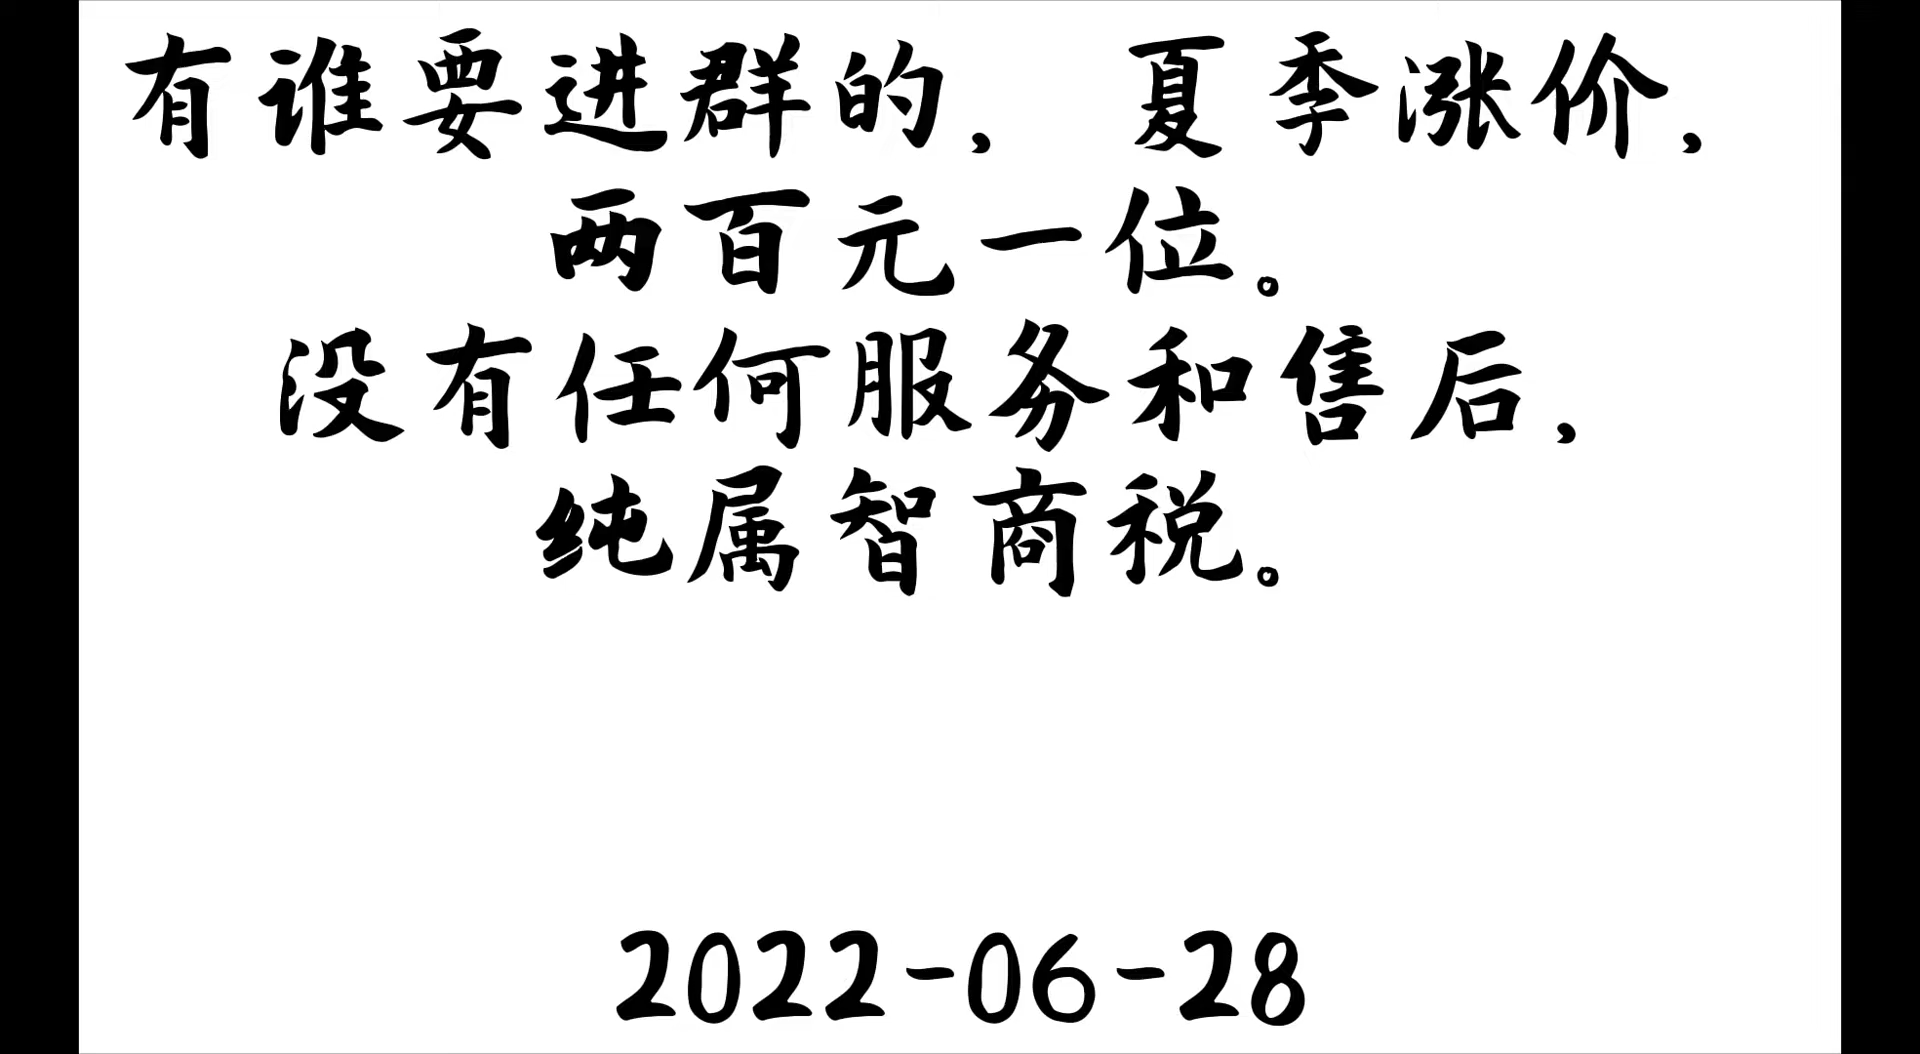 有谁要进群的，夏季涨价，
两百元一位。
没有任何服务和售后，
纯属智商税。
2022-06-28